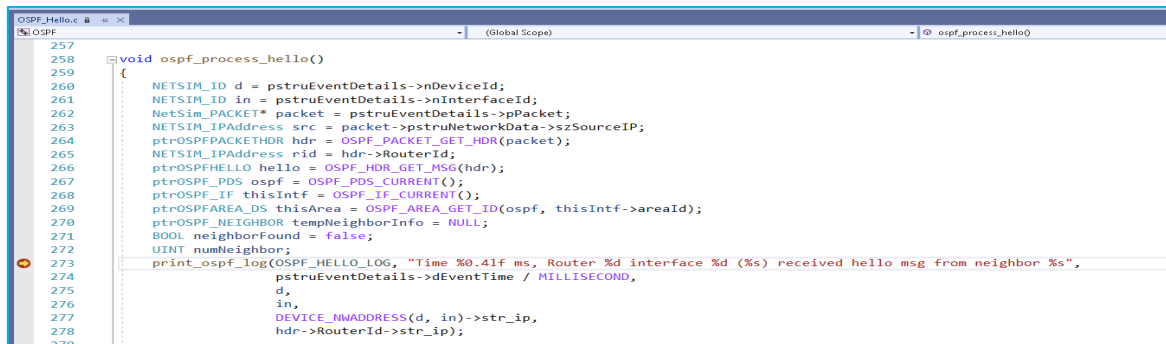 OSPF_Hello.c
OSPF (Global Scope) ospf_process_hello()
257
258 void ospf_process_hello()
259 {
260 NETSIM_ID d = pstruEventDetails->nDeviceId;
261 NETSIM_ID in = pstruEventDetails->nInterfaceId;
262 NetSim_PACKET* packet = pstruEventDetails->pPacket;
263 NETSIM_IPAddress src = packet->pstruNetworkData->szSourceIP;
264 ptrOSPFPACKETHDR hdr = OSPF_PACKET_GET_HDR(packet);
265 NETSIM_IPAddress rid = hdr->RouterId;
266 ptrOSPFHELLO hello = OSPF_HDR_GET_MSG(hdr);
267 ptrOSPF_PDS ospf = OSPF_PDS_CURRENT();
268 ptrOSPF_IF thisIntf = OSPF_IF_CURRENT();
269 ptrOSPFAREA_DS thisArea = OSPF_AREA_GET_ID(ospf, thisIntf->areaId);
270 ptrOSPF_NEIGHBOR tempNeighborInfo = NULL;
271 BOOL neighborFound = false;
272 UINT numNeighbor;
273 print_ospf_log(OSPF_HELLO_LOG, "Time %0.4lf ms, Router %d interface %d (%s) received hello msg from neighbor %s",
274 pstruEventDetails->dEventTime / MILLISECOND,
275 d,
276 in,
277 DEVICE_NWADDRESS(d, in)->str_ip,
278 hdr->RouterId->str_ip);